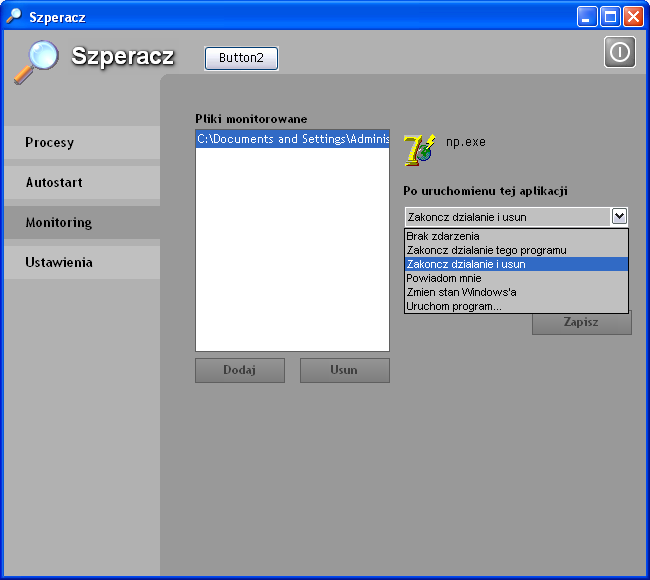 Szperacz
Szperacz
Button2
Procesy
Autostart
Monitoring
Ustawienia
Pliki monitorowane
C:\Documents and Settings\Adminis
Dodaj
Usun
7
np.exe
Po uruchomienu tej aplikacji
Zakoncz dzialanie i usun
Brak zdarzenia
Zakoncz dzialanie tego programu
Zakoncz dzialanie i usun
Powiadom mnie
Zmien stan Windows'a
Uruchom program...
Zapisz